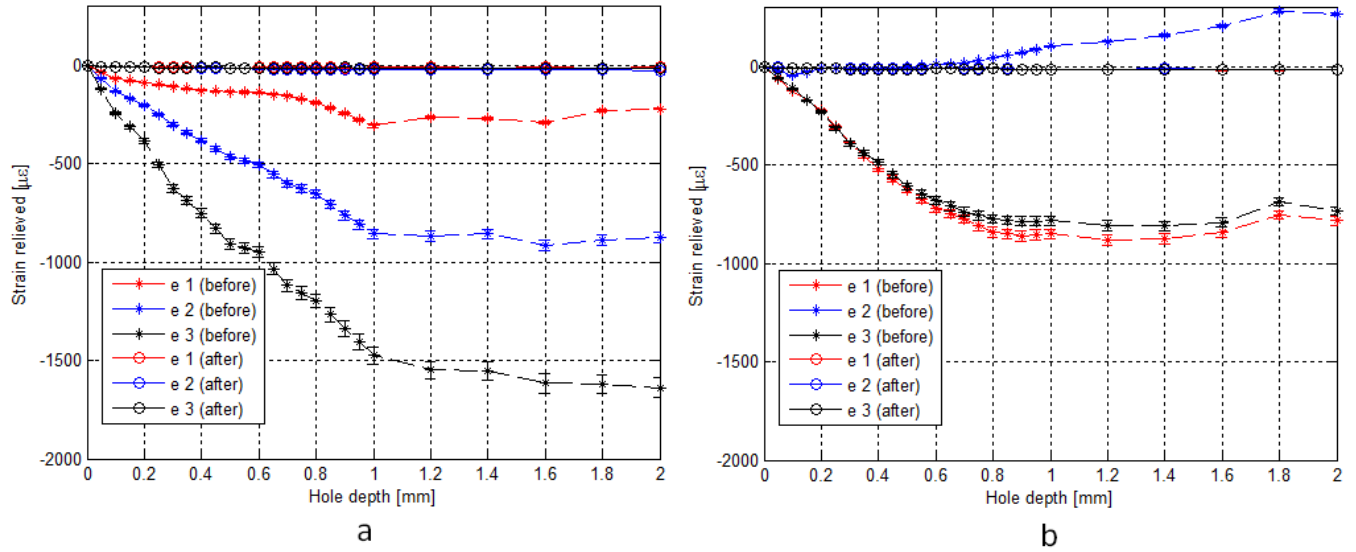 0
-500
-1000
-1500
-2000
Strain relieved [με]
e 1 (before)
e 2 (before)
e 3 (before)
e 1 (after)
e 2 (after)
e 3 (after)
0 0.2 0.4 0.6 0.8 1 1.2 1.4 1.6 1.8 2
Hole depth [mm]
a
0
-500
-1000
-1500
-2000
Strain relieved [με]
e 1 (before)
e 2 (before)
e 3 (before)
e 1 (after)
e 2 (after)
e 3 (after)
0 0.2 0.4 0.6 0.8 1 1.2 1.4 1.6 1.8 2
Hole depth [mm]
b